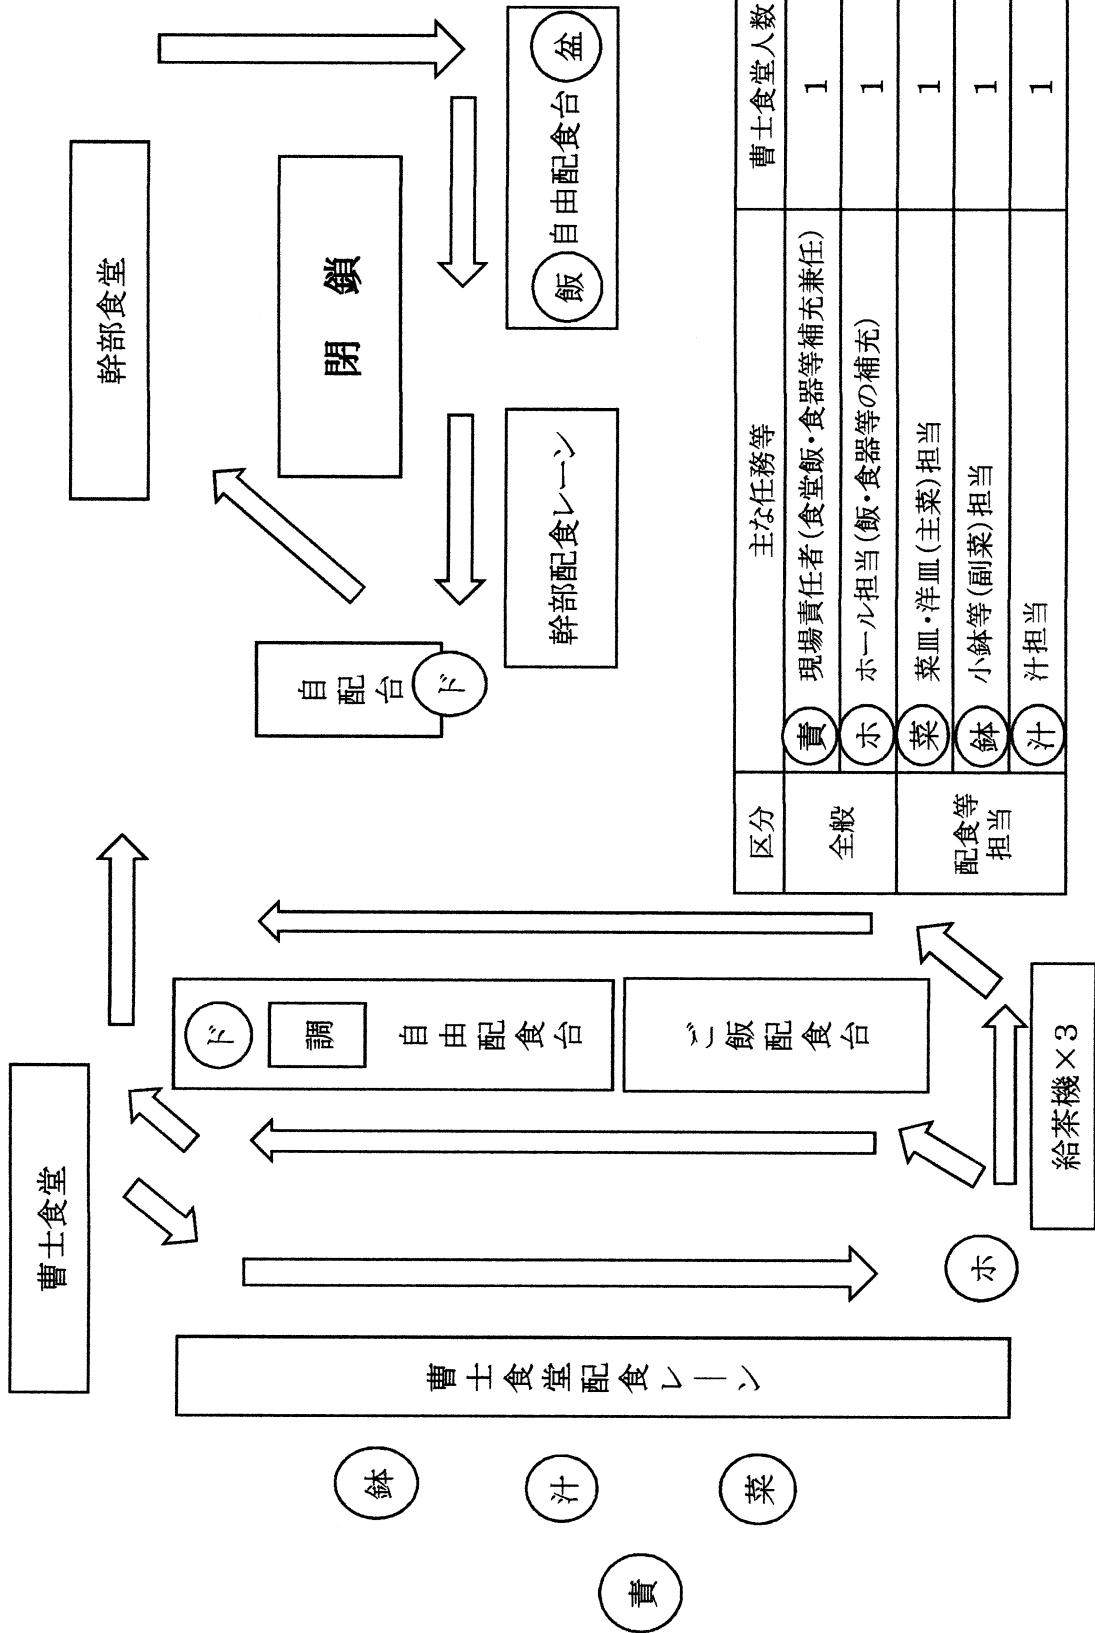 曹士食堂
幹部食堂
閉鎖
自配台
ド
幹部配食レーン
飯
自由配食台
盆
ド
調
自由配食台
ご飯配食台
曹士食堂配食レーン
鉢
汁
菜
責
ホ
給茶機×3
区分 主な任務等 曹士食堂人数
全般 責 現場責任者(食堂飯・食器等補充兼任) 1
ホ ホール担当(飯・食器等の補充) 1
配食等担当 菜 菜皿・洋皿(主菜)担当 1
鉢 小鉢等(副菜)担当 1
汁 汁担当 1